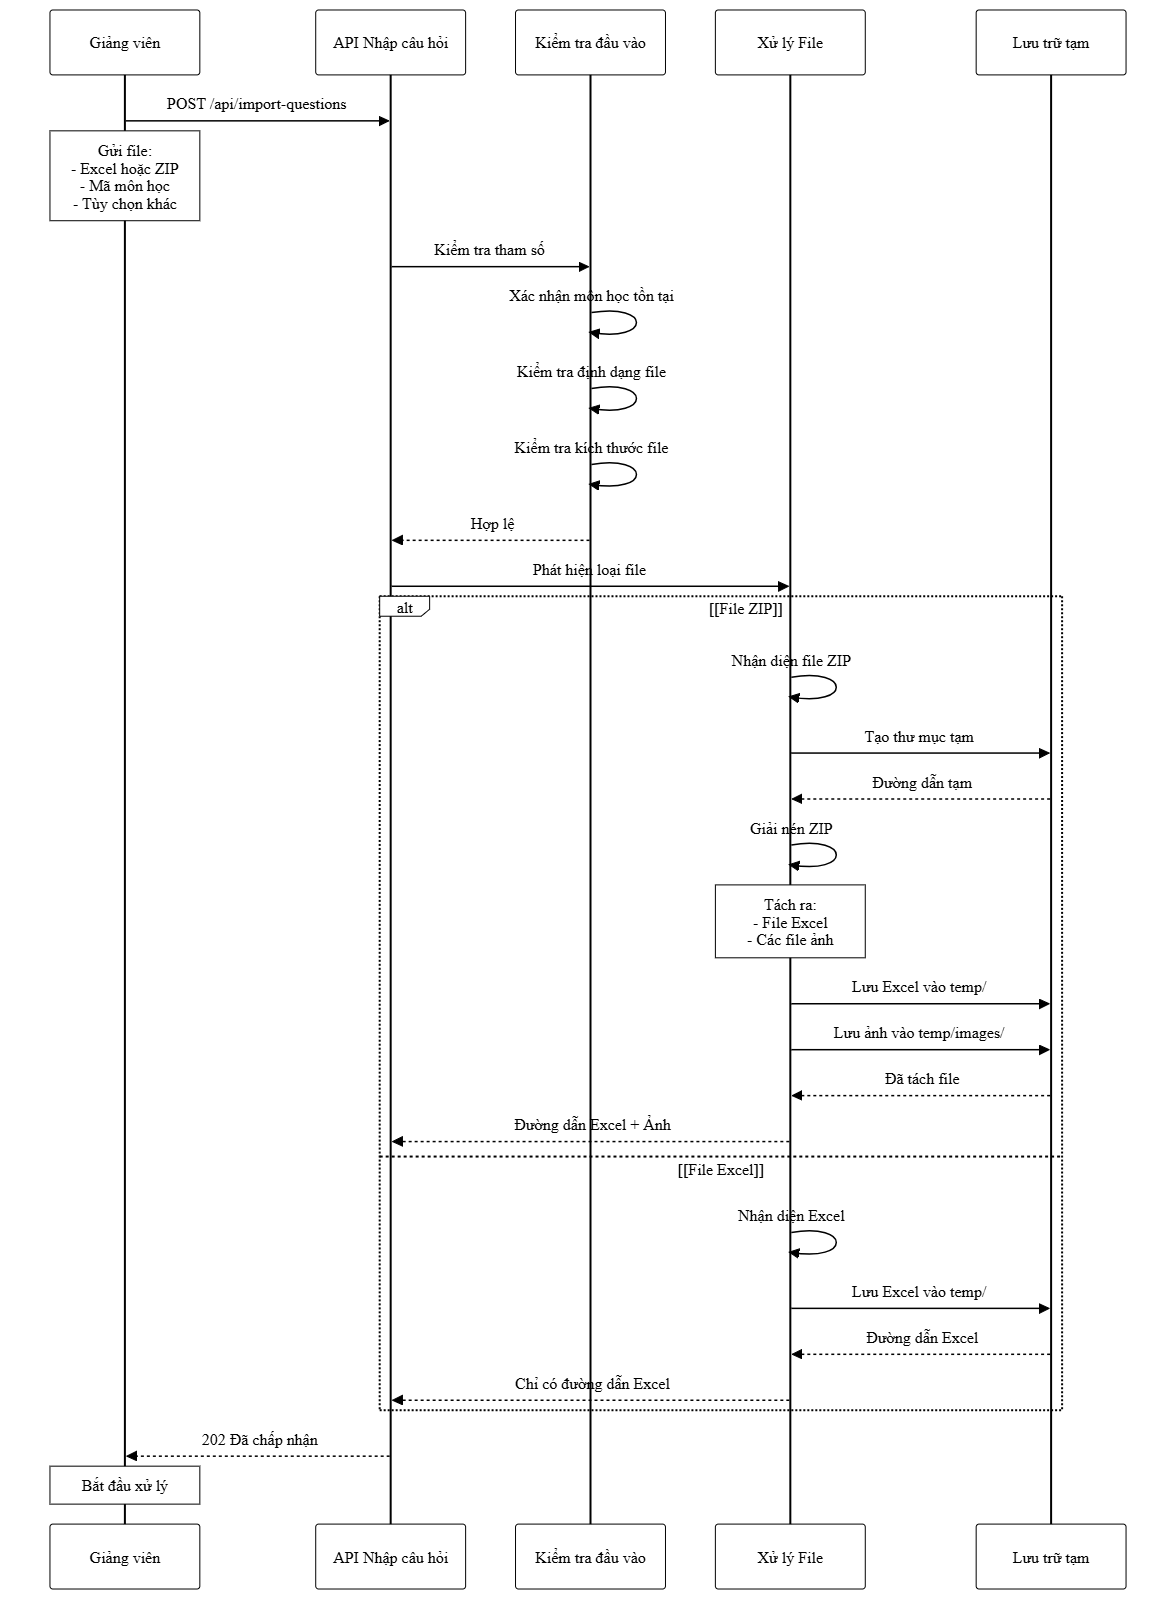 Giảng viên
API Nhập câu hỏi
Kiểm tra đầu vào
Xử lý File
Lưu trữ tạm
POST /api/import-questions
Gửi file:
- Excel hoặc ZIP
- Mã môn học
- Tùy chọn khác
Kiểm tra tham số
Xác nhận môn học tồn tại
Kiểm tra định dạng file
Kiểm tra kích thước file
Hợp lệ
Phát hiện loại file
alt
[[File ZIP]]
Nhận diện file ZIP
Tạo thư mục tạm
Đường dẫn tạm
Giải nén ZIP
Tách ra:
- File Excel
- Các file ảnh
Lưu Excel vào temp/
Lưu ảnh vào temp/images/
Đã tách file
Đường dẫn Excel + Ảnh
[[File Excel]]
Nhận diện Excel
Lưu Excel vào temp/
Đường dẫn Excel
Chỉ có đường dẫn Excel
202 Đã chấp nhận
Bắt đầu xử lý
Giảng viên
API Nhập câu hỏi
Kiểm tra đầu vào
Xử lý File
Lưu trữ tạm